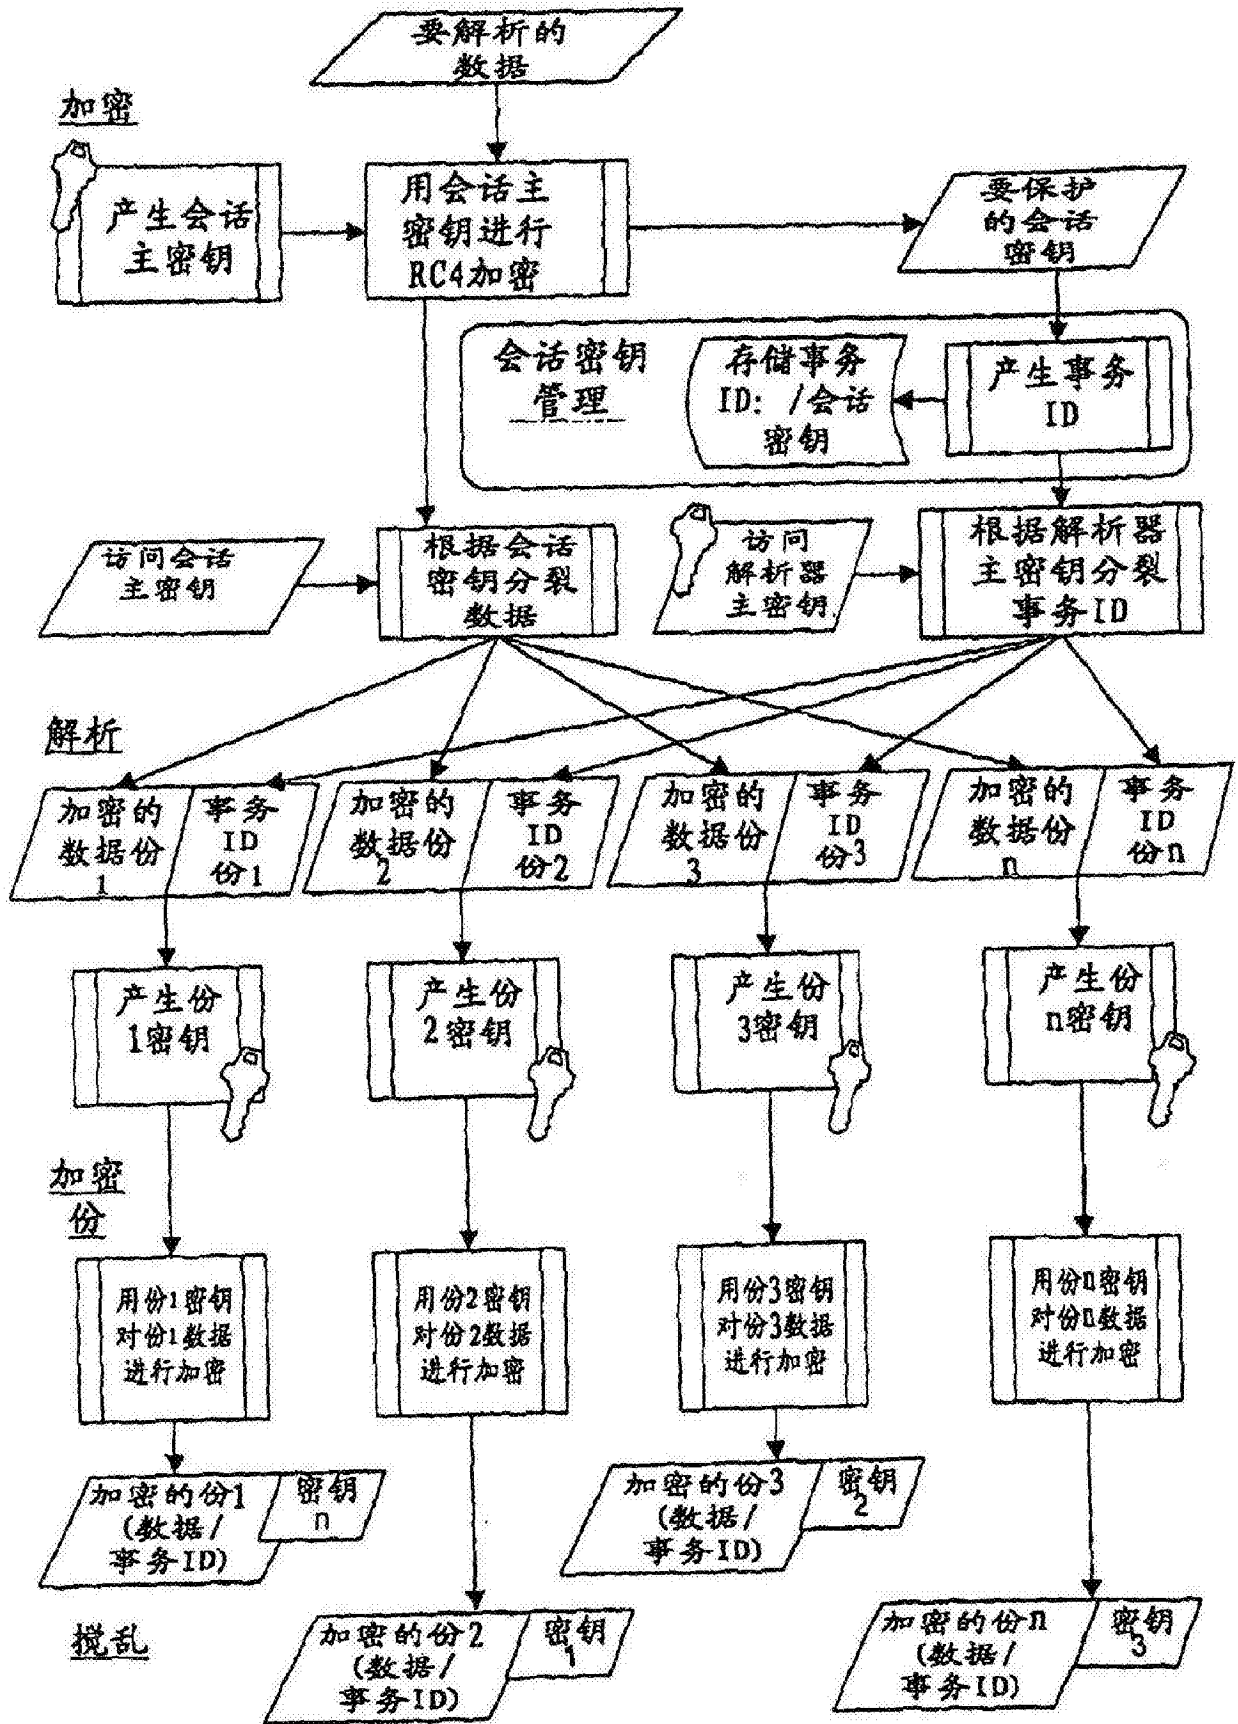 要解析的
数据
加密
产生会话
主密钥
用会话主
密钥进行
RC4加密
要保护
的会话
密钥
会话密钥
管理
存储事务
ID: /会话
密钥
产生事务
ID
访问会话
主密钥
根据会话
密钥分裂
数据
访问
解析器
主密钥
根据解析器
主密钥分裂
事务ID
解析
加密的
数据份
1
事务
ID
份1
加密的
数据份
2
事务
ID
份2
加密的
数据份
3
事务
ID
份3
加密的
数据份
n
事务
ID
份n
产生份
1密钥
产生份
2密钥
产生份
3密钥
产生份
n密钥
加密
份
用份1密钥
对份1数据
进行加密
用份2密钥
对份2数据
进行加密
用份3密钥
对份3数据
进行加密
用份n密钥
对份n数据
进行加密
加密的份1
(数据/
事务ID)
密钥
n
加密的份3
(数据/
事务ID)
密钥
2
搅乱
加密的份2
(数据/
事务ID)
密钥
1
加密的份n
(数据/
事务ID)
密钥
3